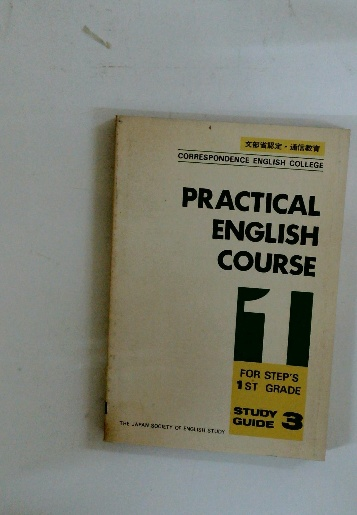 文部省認定・通信教育
CORRESPONDENCE ENGLISH COLLEGE
PRACTICAL
ENGLISH
COURSE
1
FOR STEP'S
1ST GRADE
STUDY
GUIDE 3
THE JAPAN SOCIETY OF ENGLISH STUDY